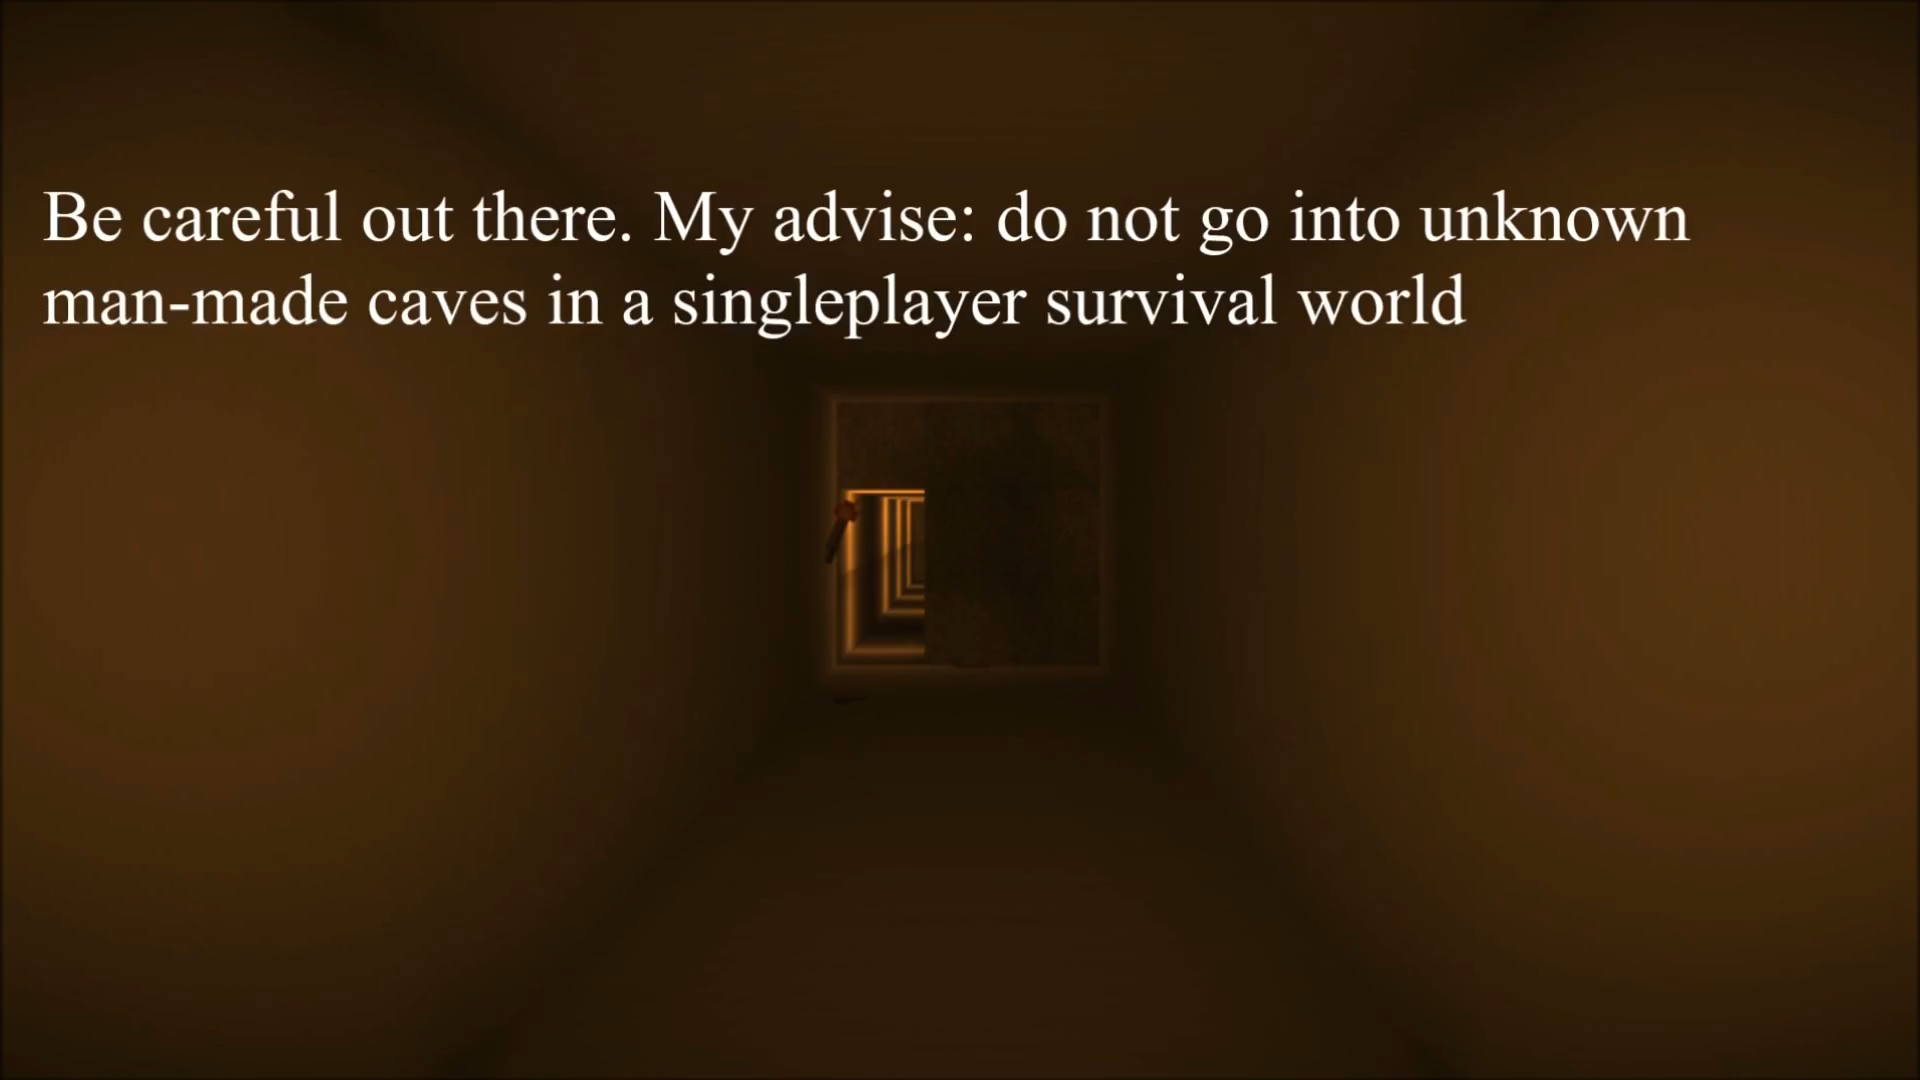 Be careful out there. My advise: do not go into unknown
man-made caves in a singleplayer survival world